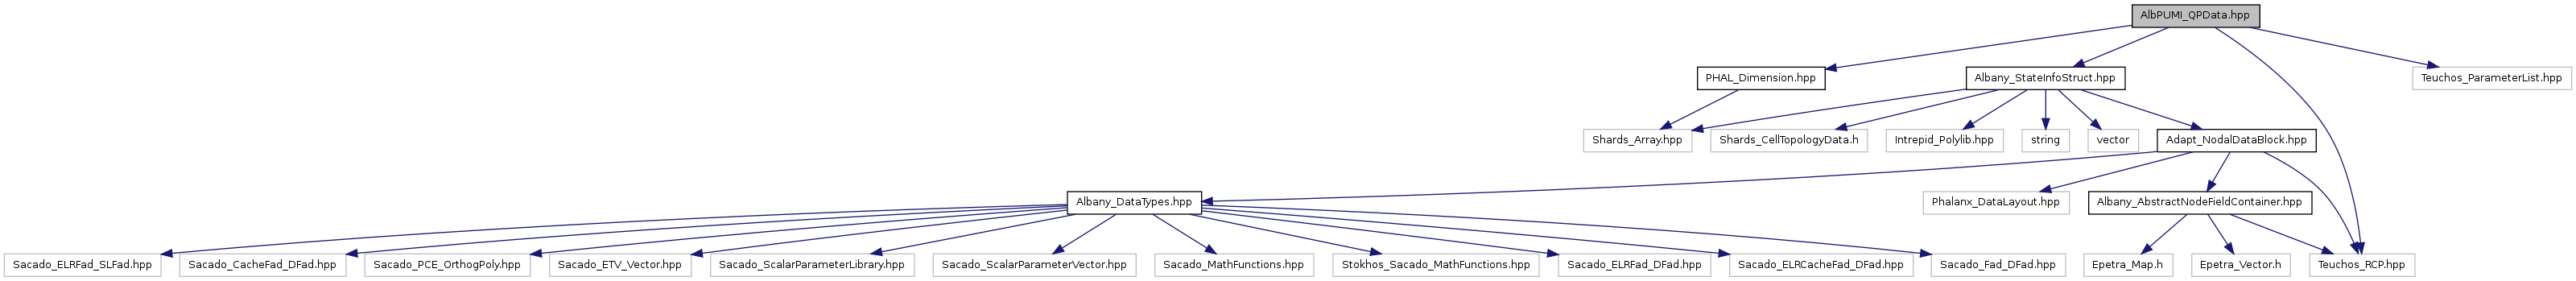 AlbPUMI_QPData.hpp
PHAL_Dimension.hpp
Albany_StateInfoStruct.hpp
Teuchos_ParameterList.hpp
Shards_Array.hpp
Shards_CellTopologyData.h
Intrepid_Polylib.hpp
string
vector
Adapt_NodalDataBlock.hpp
Albany_DataTypes.hpp
Phalanx_DataLayout.hpp
Albany_AbstractNodeFieldContainer.hpp
Sacado_ELRFad_SLFad.hpp
Sacado_CacheFad_DFad.hpp
Sacado_PCE_OrthogPoly.hpp
Sacado_ETV_Vector.hpp
Sacado_ScalarParameterLibrary.hpp
Sacado_ScalarParameterVector.hpp
Sacado_MathFunctions.hpp
Stokhos_Sacado_MathFunctions.hpp
Sacado_ELRFad_DFad.hpp
Sacado_ELRCacheFad_DFad.hpp
Sacado_Fad_DFad.hpp
Epetra_Map.h
Epetra_Vector.h
Teuchos_RCP.hpp